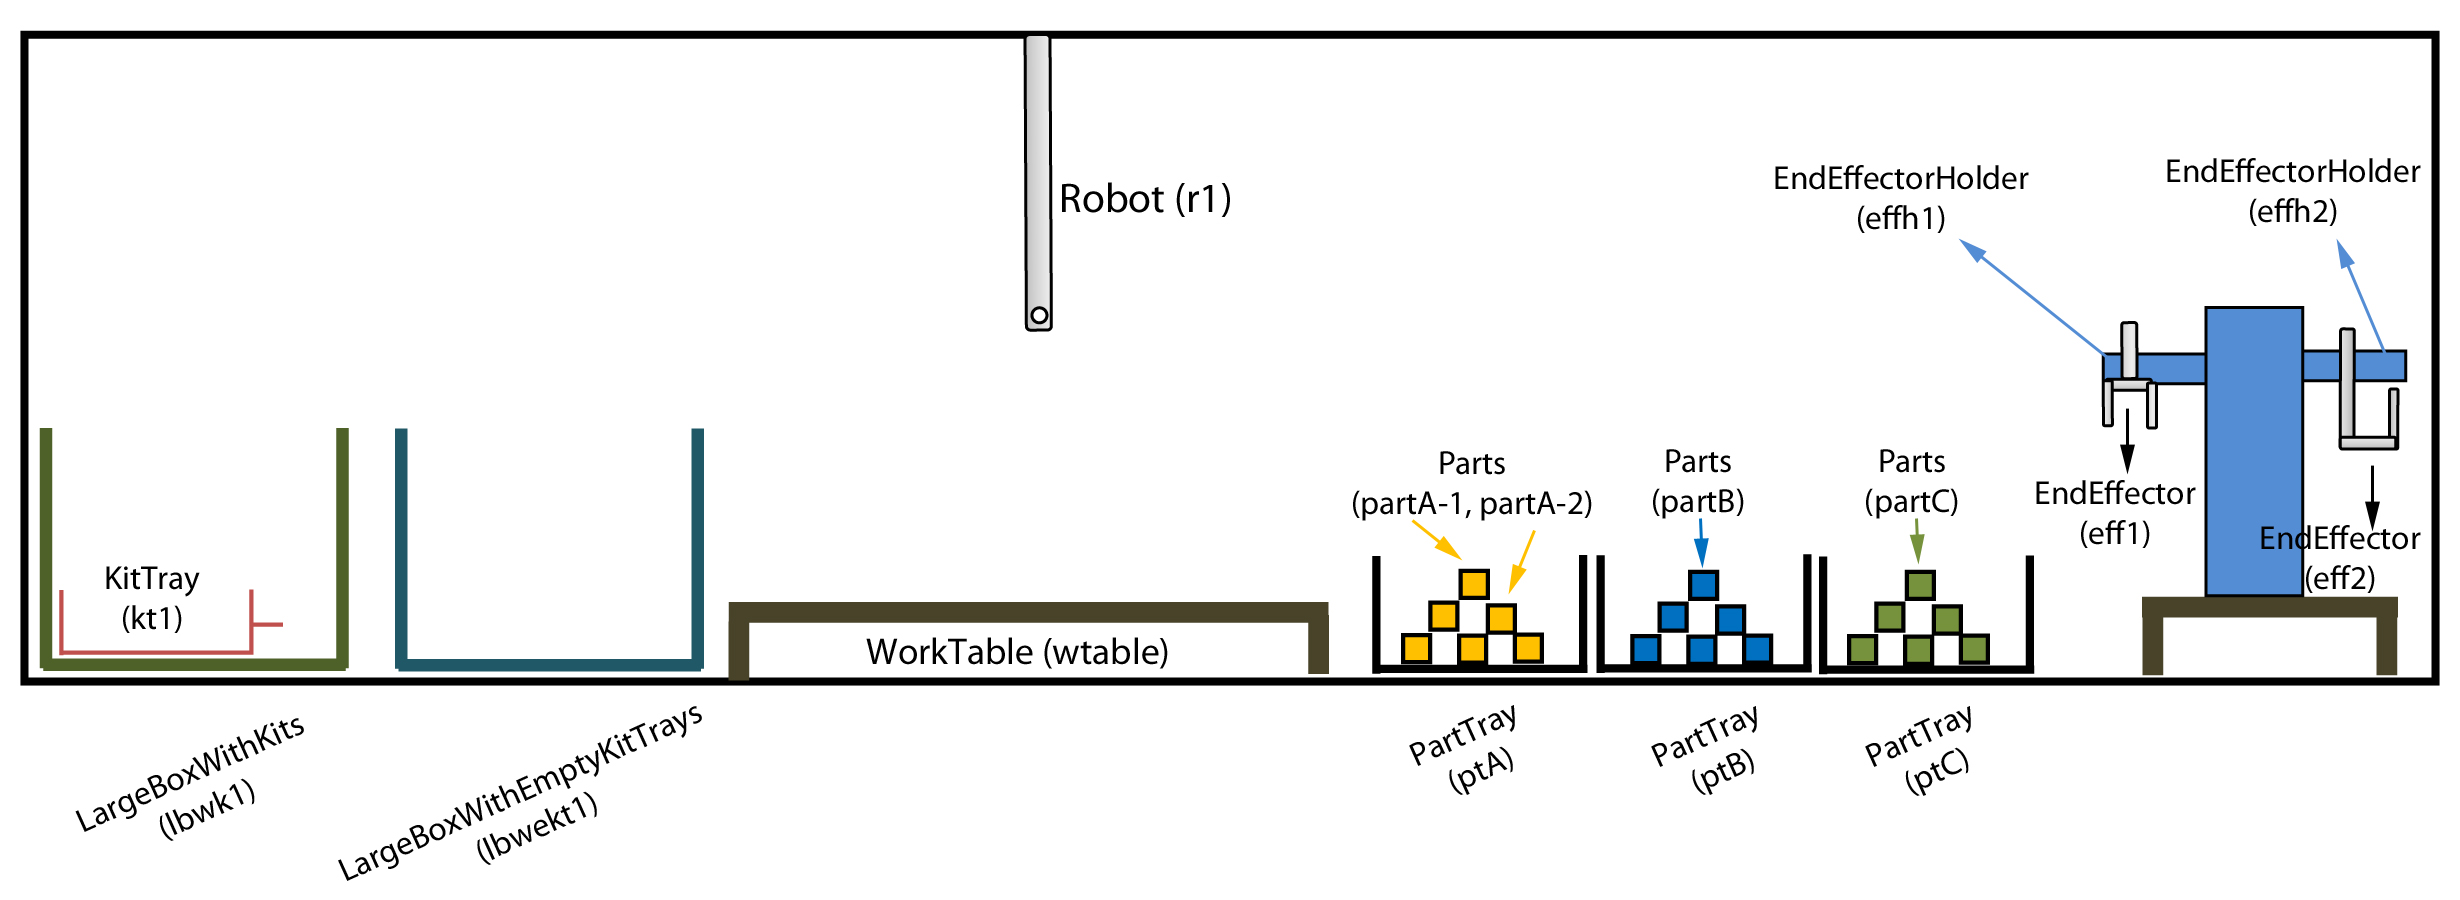 Robot (r1)
EndEffectorHolder
(effh1)
EndEffectorHolder
(effh2)
KitTray
(kt1)
WorkTable (wtable)
Parts
(partA-1, partA-2)
Parts
(partB)
Parts
(partC)
EndEffector
(eff1)
EndEffector
(eff2)
LargeBoxWithKits
(lbwk1)
LargeBoxWithEmptyKitTrays
(lbwekt1)
PartTray
(ptA)
PartTray
(ptB)
PartTray
(ptC)